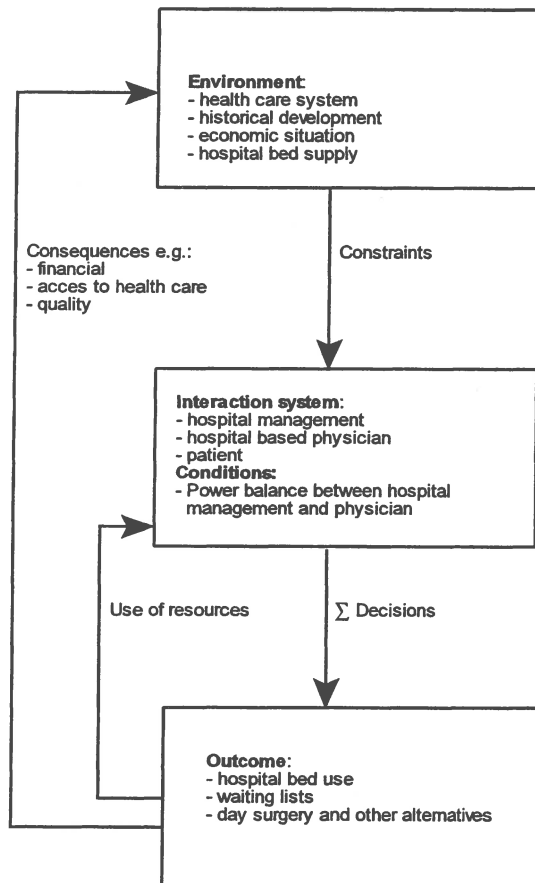 Environment:
- health care system
- historical development
- economic situation
- hospital bed supply
Consequences e.g.:
- financial
- acces to health care
- quality
Constraints
Interaction system:
- hospital management
- hospital based physician
- patient
Conditions:
- Power balance between hospital
management and physician
Use of resources
∑ Decisions
Outcome:
- hospital bed use
- waiting lists
- day surgery and other alternatives